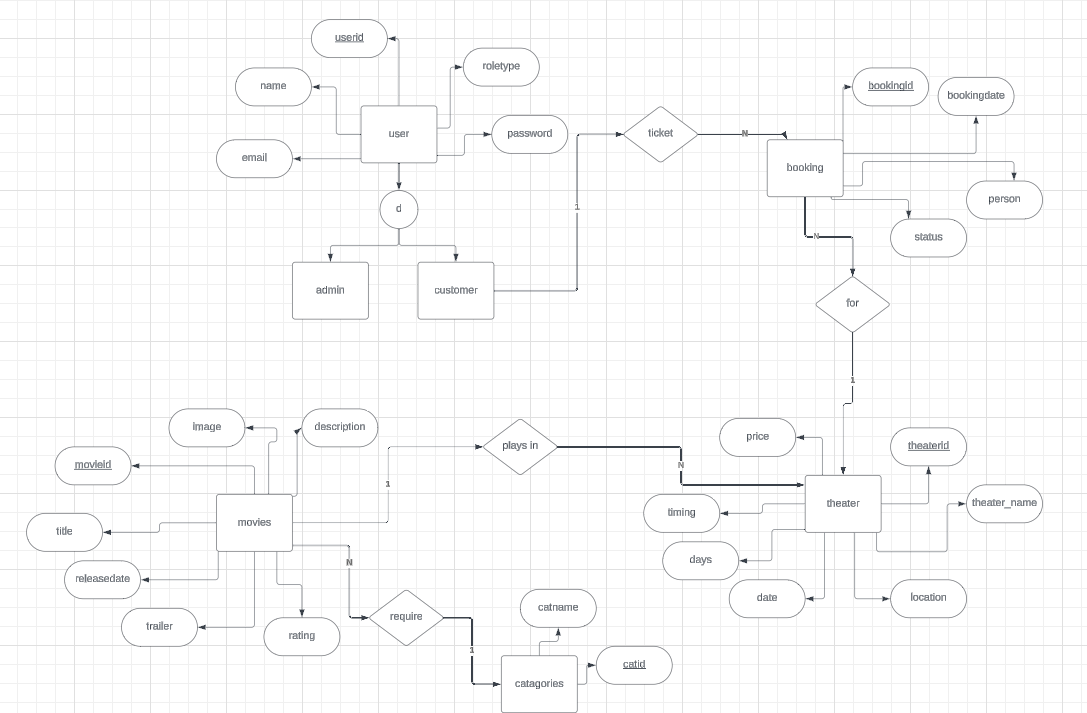 userid
roletype
name
bookingId
bookingdate
user
password
ticket
N
email
booking
person
d
1
status
N
admin
customer
for
1
image
description
price
theaterId
plays in
movieid
N
1
theater
theater_name
movies
timing
title
days
N
releasedate
date
location
catname
require
trailer
rating
1
catid
catagories